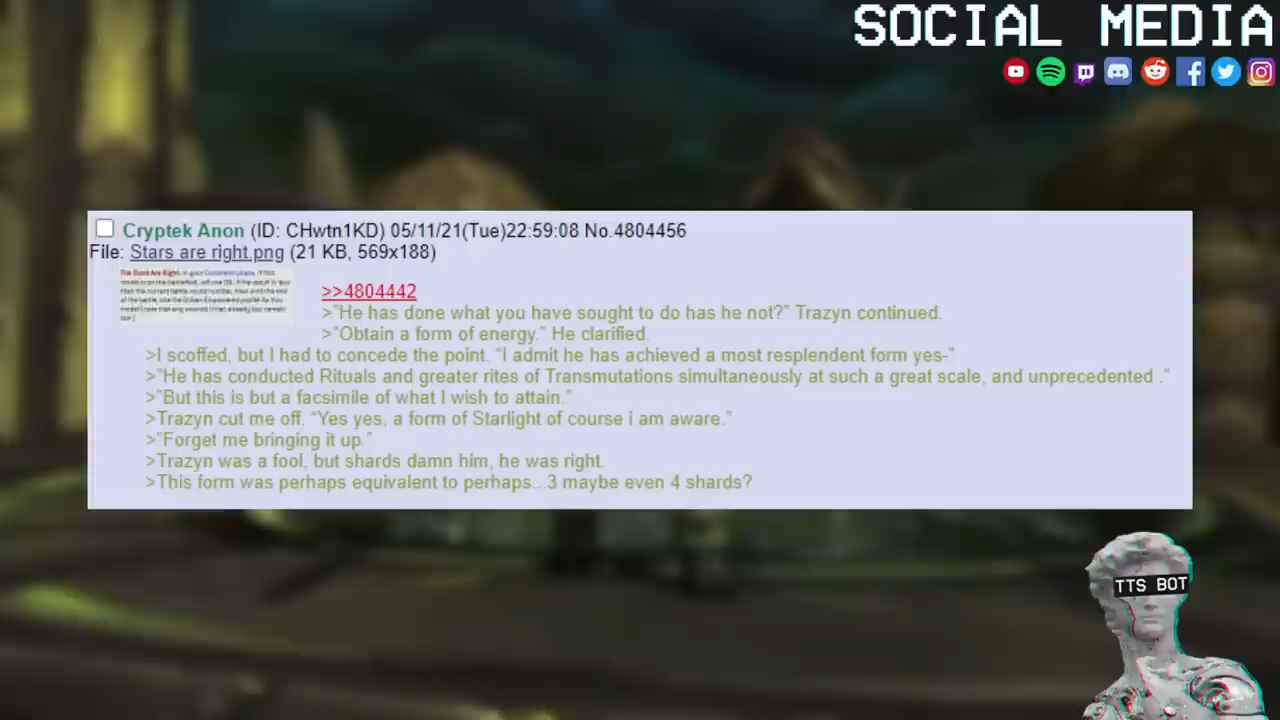 SOCIAL MEDIA
Cryptek Anon (ID: CHwtn1KD) 05/11/21(Tue)22:59:08 No.4804456
File: Stars are right.png (21 KB, 569x188)
>>4804442
>"He has done what you have sought to do has he not?" Trazyn continued.
>"Obtain a form of energy." He clarified.
>I scoffed, but I had to concede the point. “I admit he has achieved a most resplendent form yes-”
>"He has conducted Rituals and greater rites of Transmutations simultaneously at such a great scale, and unprecedented .”
>”But this is but a facsimile of what I wish to attain.”
>Trazyn cut me off. “Yes yes, a form of Starlight of course i am aware.”
>”Forget me bringing it up.”
>Trazyn was a fool, but shards damn him, he was right.
>This form was perhaps equivalent to perhaps...3 maybe even 4 shards?
TTS BOT